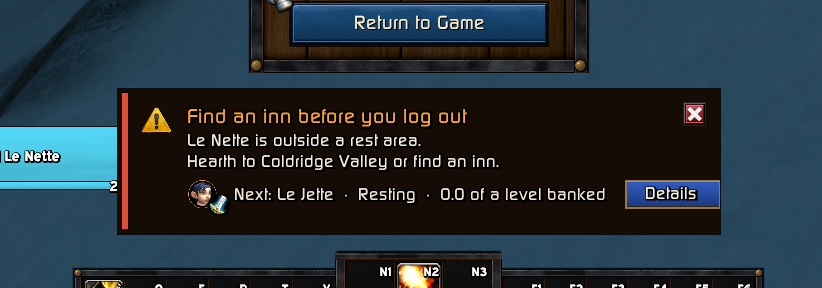 Return to Game
Find an inn before you log out
Le Nette is outside a rest area.
Le Nette
Hearth to Coldridge Valley or find an inn.
2
Next: Le Jette · Resting · 0.0 of a level banked
Details
N1
N2
N3